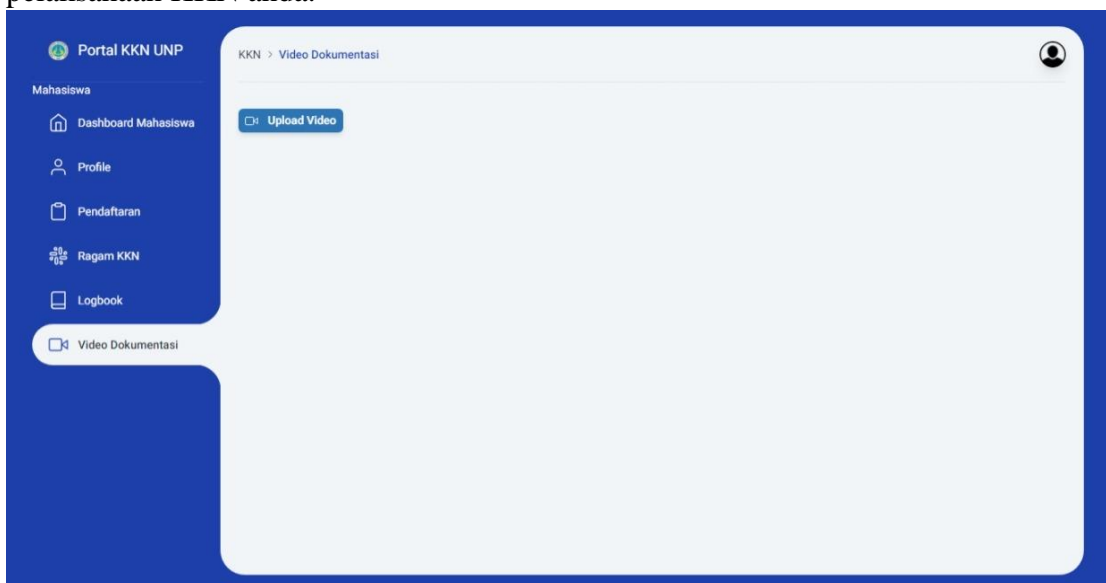 Portal KKN UNP
KKN > Video Dokumentasi
Mahasiswa
Dashboard Mahasiswa
Upload Video
Profile
Pendaftaran
Ragam KKN
Logbook
Video Dokumentasi